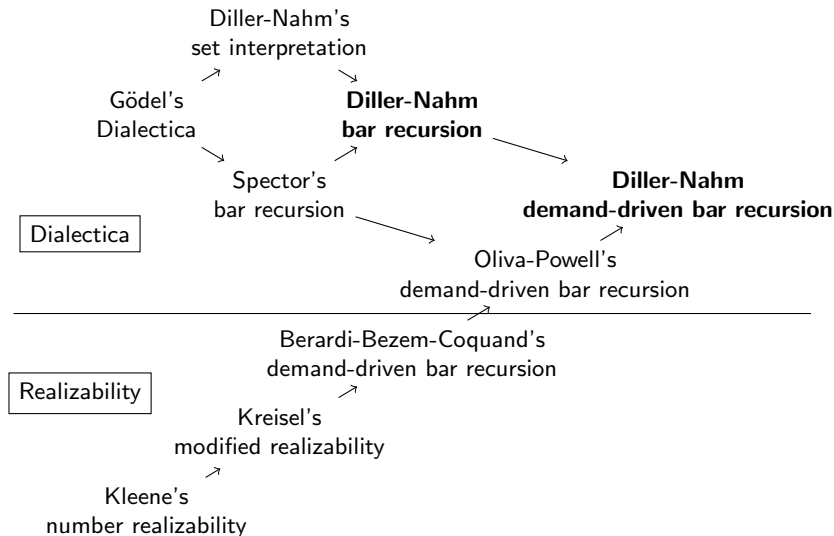 Diller-Nahm's
set interpretation
Gödel's
Dialectica
Diller-Nahm
bar recursion
Spector's
bar recursion
Diller-Nahm
demand-driven bar recursion
Dialectica
Oliva-Powell's
demand-driven bar recursion
Berardi-Bezem-Coquand's
demand-driven bar recursion
Realizability
Kreisel's
modified realizability
Kleene's
number realizability